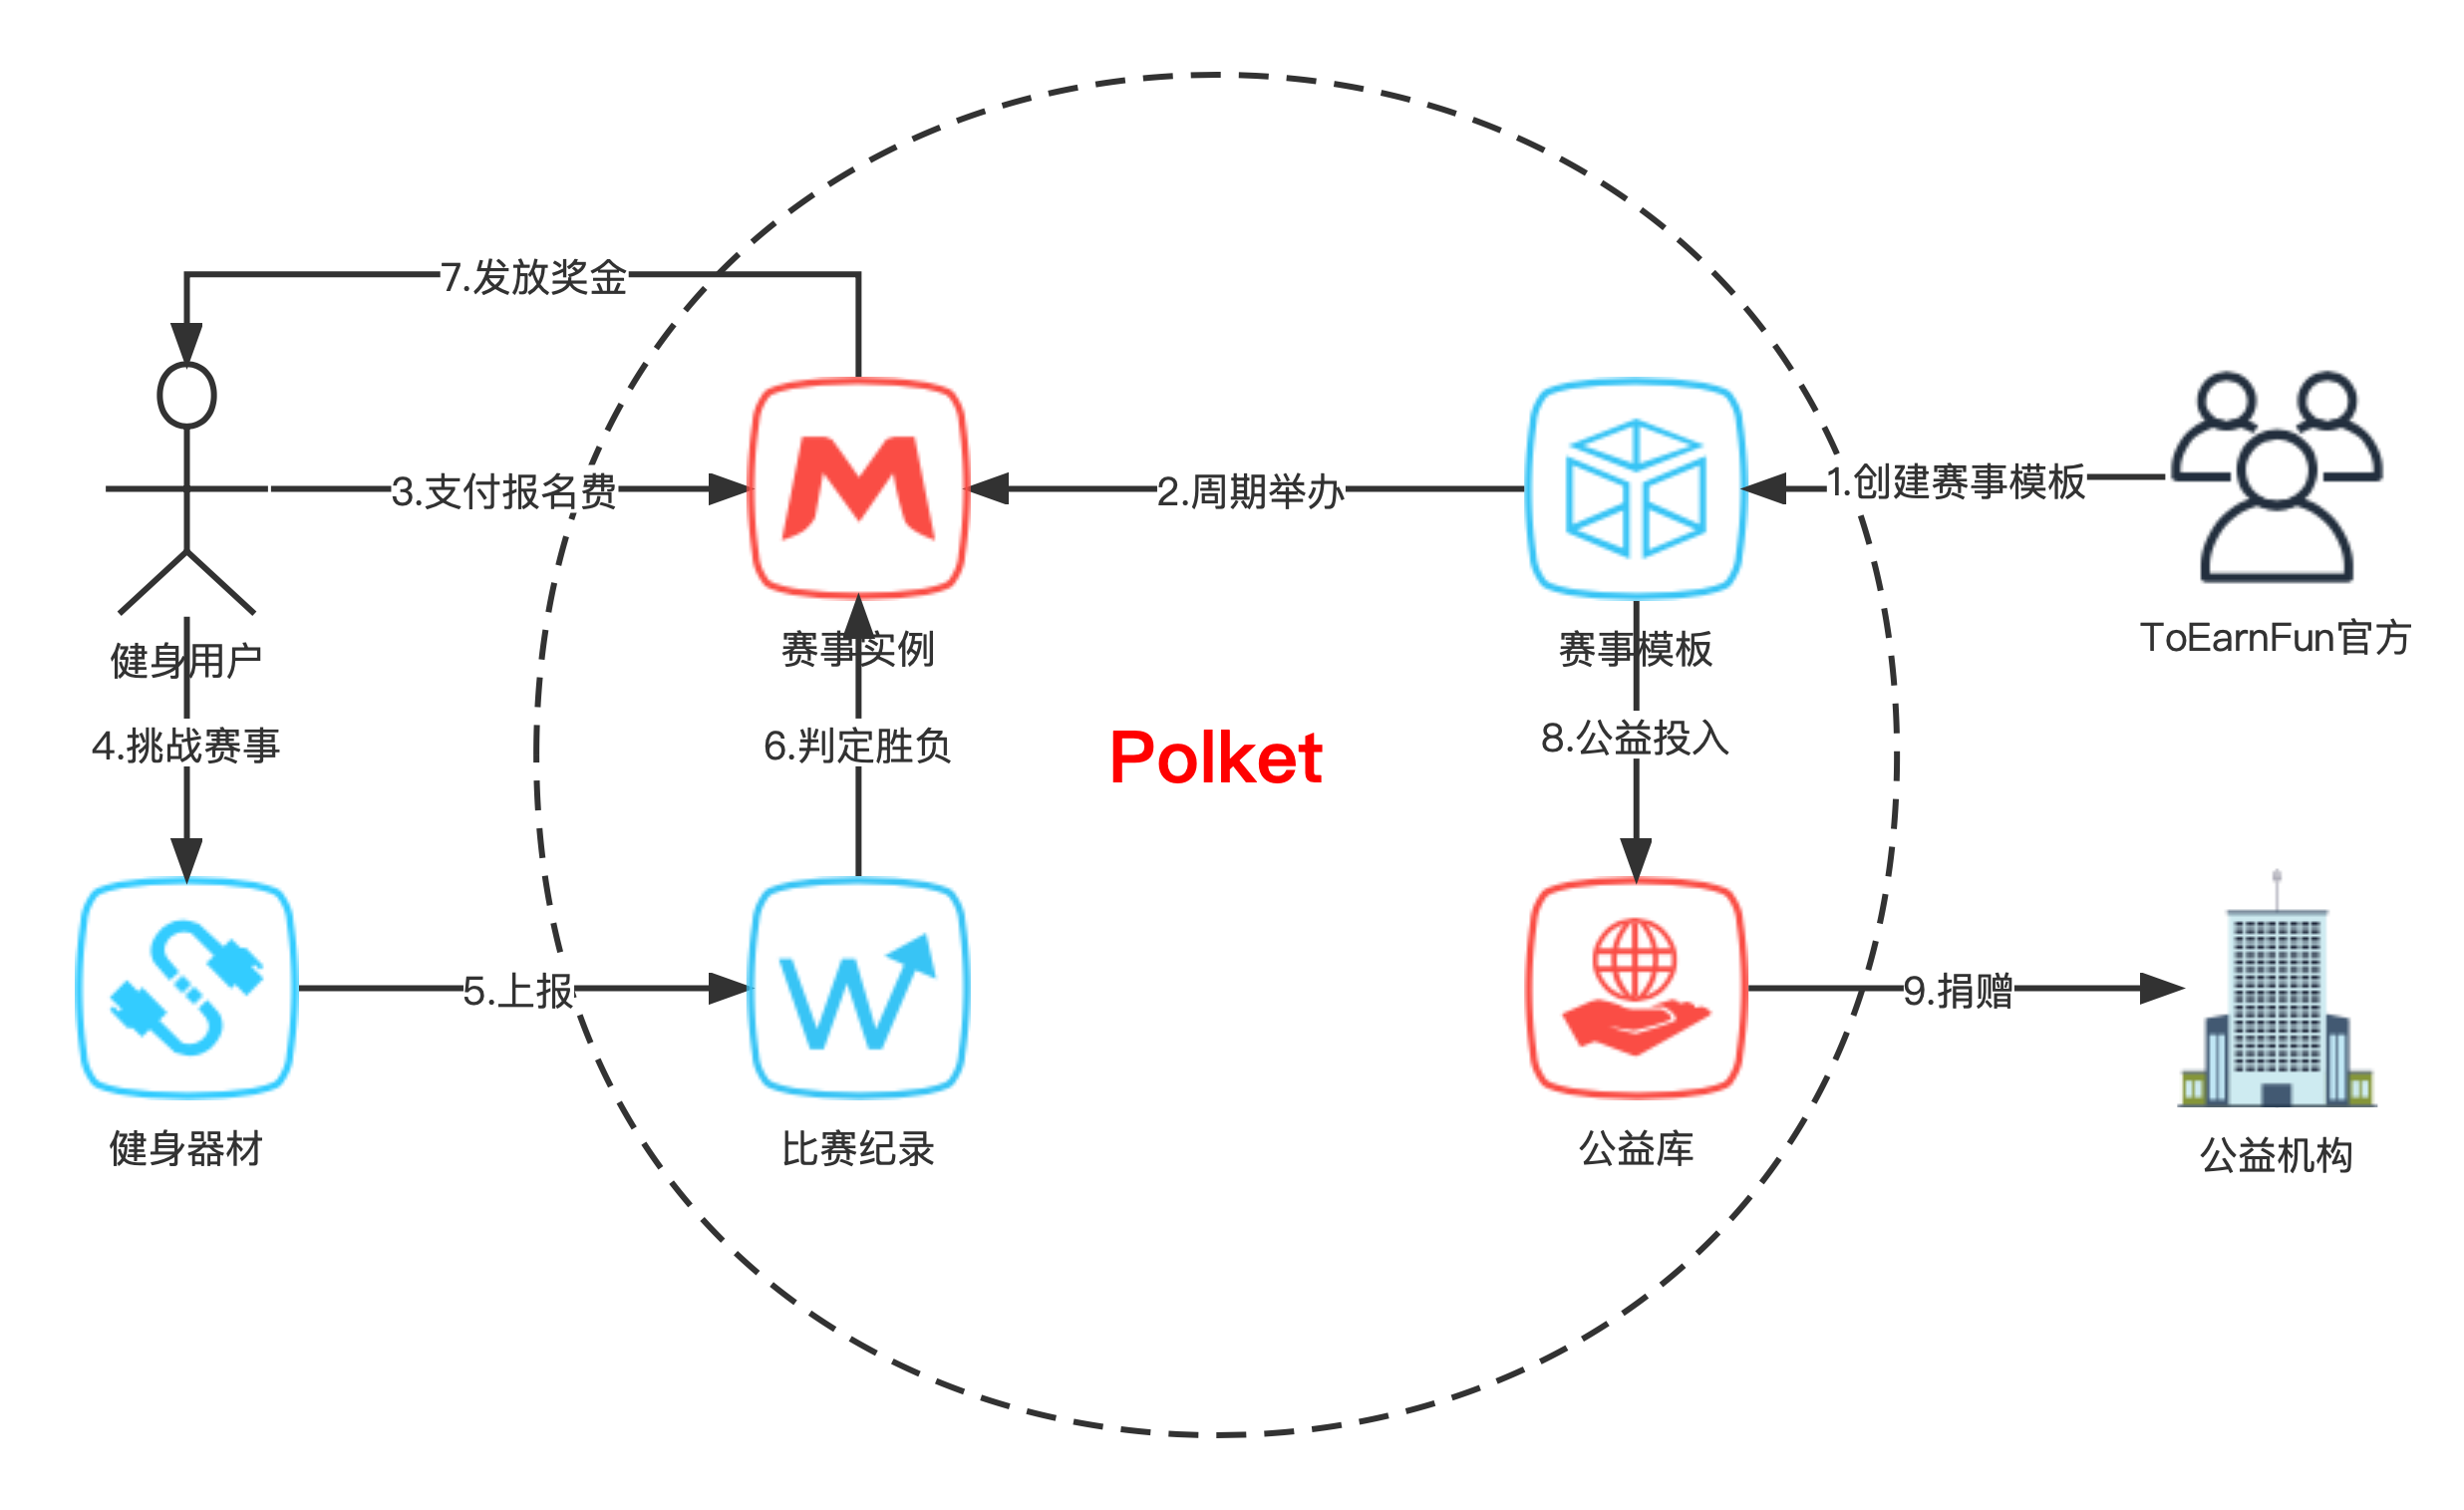 7.发放奖金
3.支付报名费
2.周期举办
1.创建赛事模板
健身用户
赛事实例
赛事模板
ToEarnFun官方
4.挑战赛事
6.判定胜负
Polket
8.公益投入
5.上报
9.捐赠
健身器材
比赛纪录
公益库
公益机构